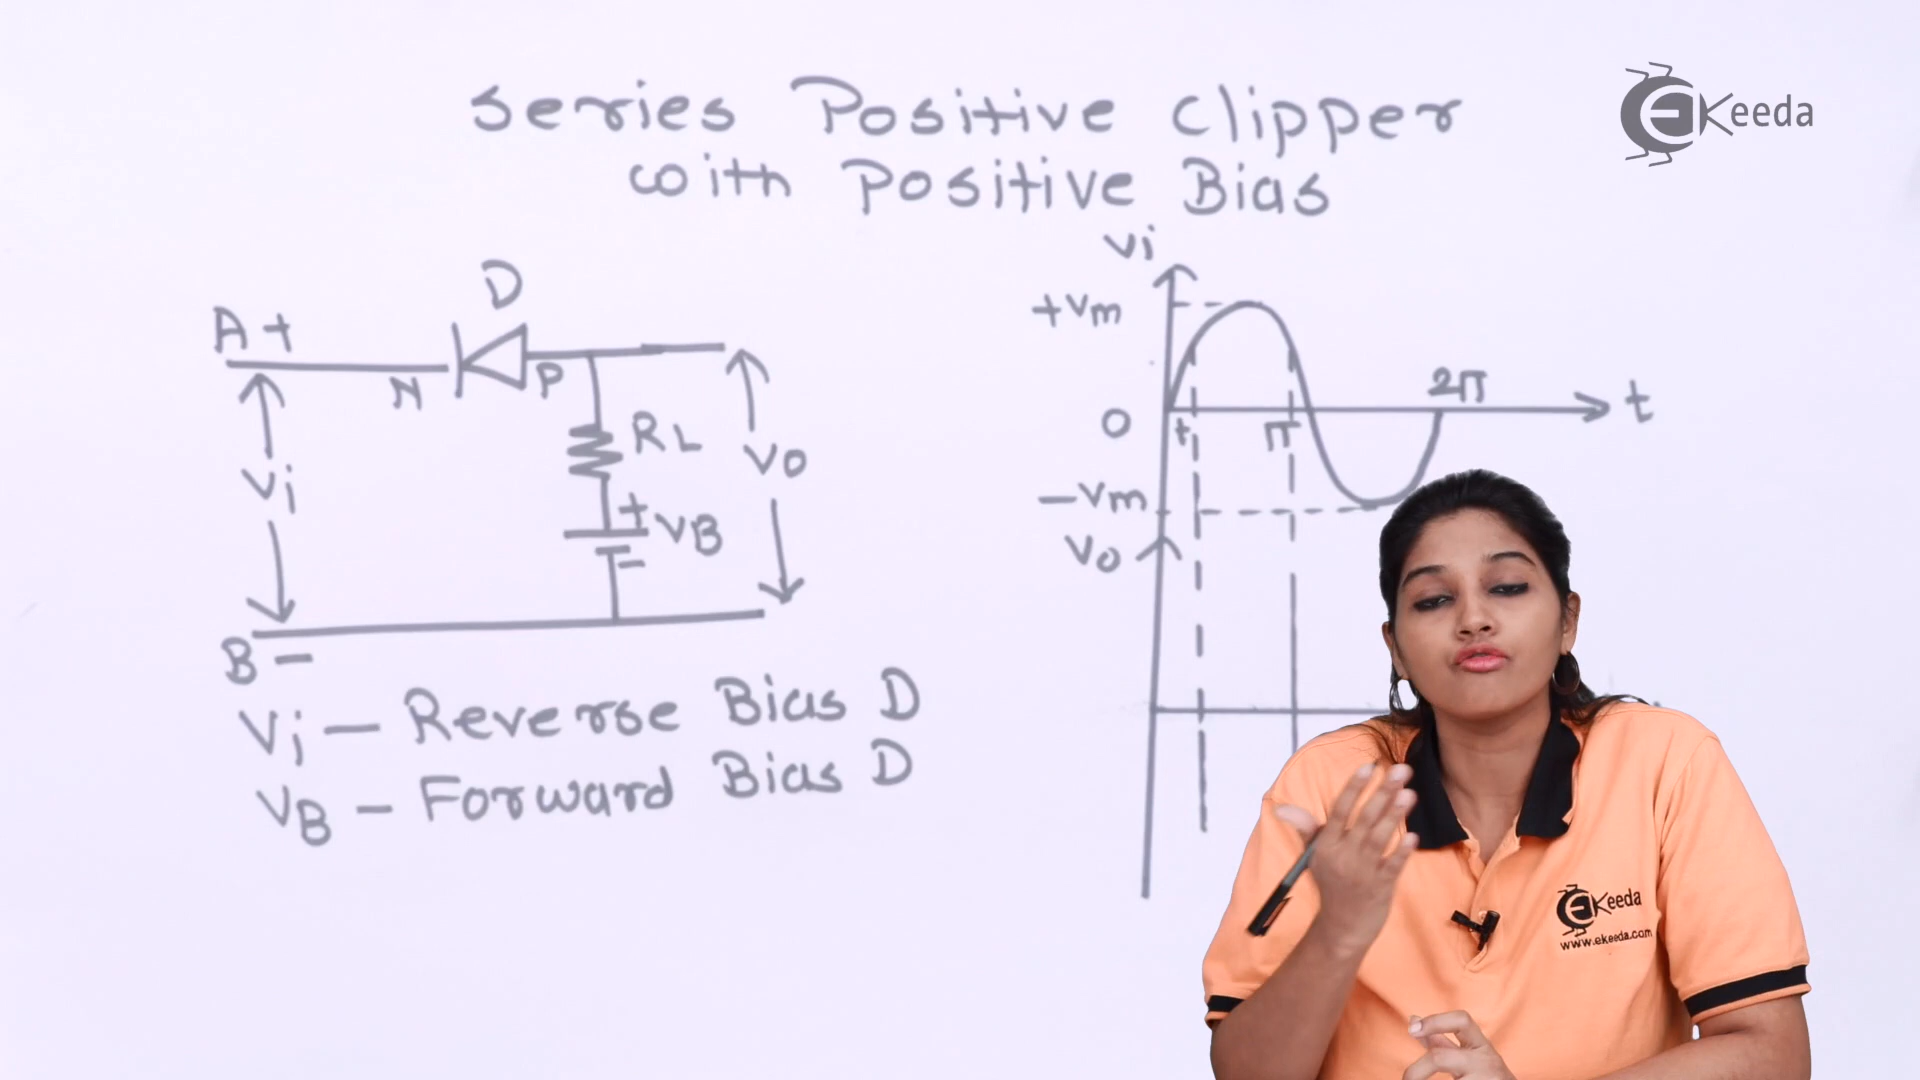 Series Positive Clipper
with Positive Bias
EKeeda
A +
D
N
P
Vi
RL
+
VB
-
Vo
B -
Vi - Reverse Bias D
VB - Forward Bias D
Vi
+Vm
0
t
π
2π
t
-Vm
Vo
EKeeda
www.ekeeda.com